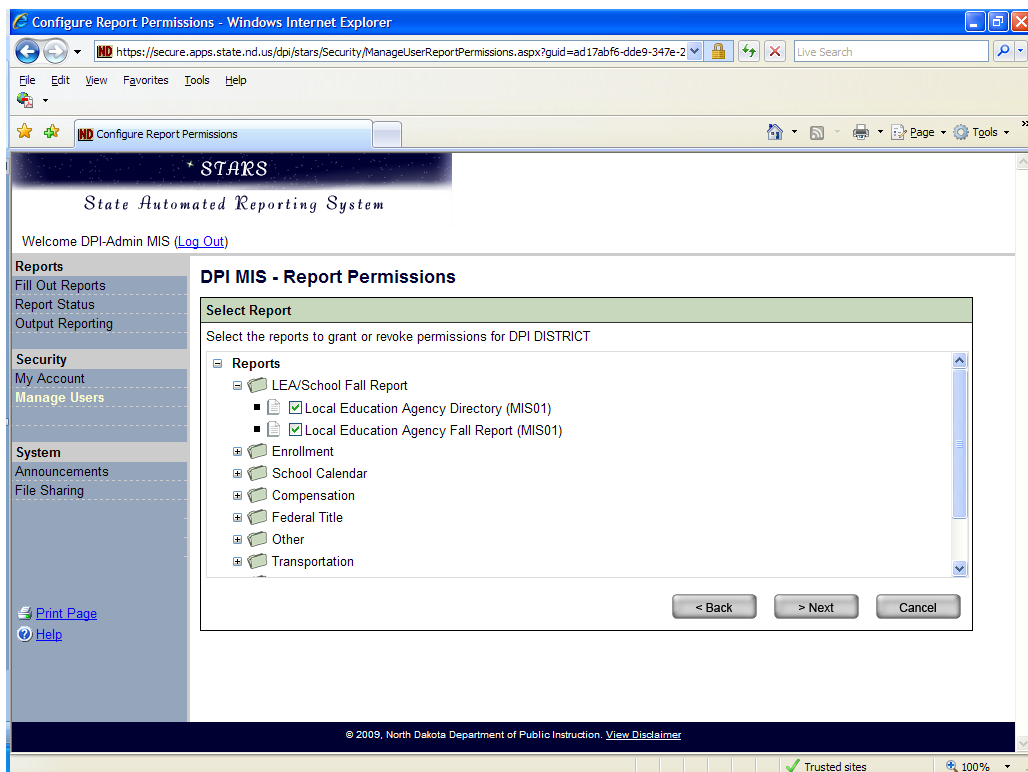 Configure Report Permissions - Windows Internet Explorer
https://secure.apps.state.nd.us/dpi/stars/Security/ManageUserReportPermissions.aspx?guid=ad17abf6-dde9-347e-2
Live Search
File Edit View Favorites Tools Help
ND Configure Report Permissions
Page Tools »
STARS
State Automated Reporting System
Welcome DPI-Admin MIS (Log Out)
Reports
Fill Out Reports
Report Status
Output Reporting
Security
My Account
Manage Users
System
Announcements
File Sharing
Print Page
Help
DPI MIS - Report Permissions
Select Report
Select the reports to grant or revoke permissions for DPI DISTRICT
Reports
LEA/School Fall Report
Local Education Agency Directory (MIS01)
Local Education Agency Fall Report (MIS01)
Enrollment
School Calendar
Compensation
Federal Title
Other
Transportation
< Back > Next Cancel
© 2009, North Dakota Department of Public Instruction. View Disclaimer
Trusted sites 100%